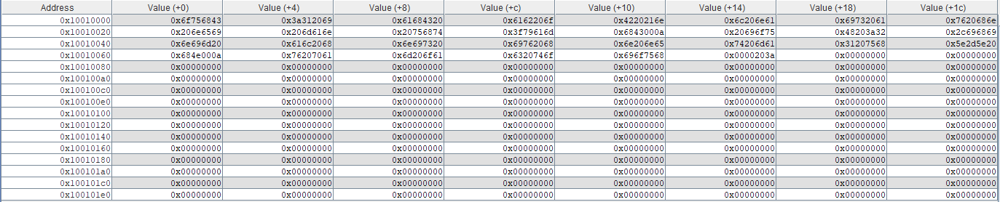 Address Value (+0) Value (+4) Value (+8) Value (+c) Value (+10) Value (+14) Value (+18) Value (+1c)
0x10010000 0x6f756843 0x3a312069 0x61684320 0x6162206f 0x4220216e 0x6c206e61 0x69732061 0x7620686e
0x10010020 0x206e6569 0x206d616e 0x20756874 0x3f79616d 0x6843000a 0x20696f75 0x48203a32 0x2c696869
0x10010040 0x6e696d20 0x616c2068 0x6e697320 0x69762068 0x6e206e65 0x74206d61 0x31207568 0x5e2d5e20
0x10010060 0x684e000a 0x76207061 0x6d206f61 0x6320746f 0x696f7568 0x0000203a 0x00000000 0x00000000
0x10010080 0x00000000 0x00000000 0x00000000 0x00000000 0x00000000 0x00000000 0x00000000 0x00000000
0x100100a0 0x00000000 0x00000000 0x00000000 0x00000000 0x00000000 0x00000000 0x00000000 0x00000000
0x100100c0 0x00000000 0x00000000 0x00000000 0x00000000 0x00000000 0x00000000 0x00000000 0x00000000
0x100100e0 0x00000000 0x00000000 0x00000000 0x00000000 0x00000000 0x00000000 0x00000000 0x00000000
0x10010100 0x00000000 0x00000000 0x00000000 0x00000000 0x00000000 0x00000000 0x00000000 0x00000000
0x10010120 0x00000000 0x00000000 0x00000000 0x00000000 0x00000000 0x00000000 0x00000000 0x00000000
0x10010140 0x00000000 0x00000000 0x00000000 0x00000000 0x00000000 0x00000000 0x00000000 0x00000000
0x10010160 0x00000000 0x00000000 0x00000000 0x00000000 0x00000000 0x00000000 0x00000000 0x00000000
0x10010180 0x00000000 0x00000000 0x00000000 0x00000000 0x00000000 0x00000000 0x00000000 0x00000000
0x100101a0 0x00000000 0x00000000 0x00000000 0x00000000 0x00000000 0x00000000 0x00000000 0x00000000
0x100101c0 0x00000000 0x00000000 0x00000000 0x00000000 0x00000000 0x00000000 0x00000000 0x00000000
0x100101e0 0x00000000 0x00000000 0x00000000 0x00000000 0x00000000 0x00000000 0x00000000 0x00000000